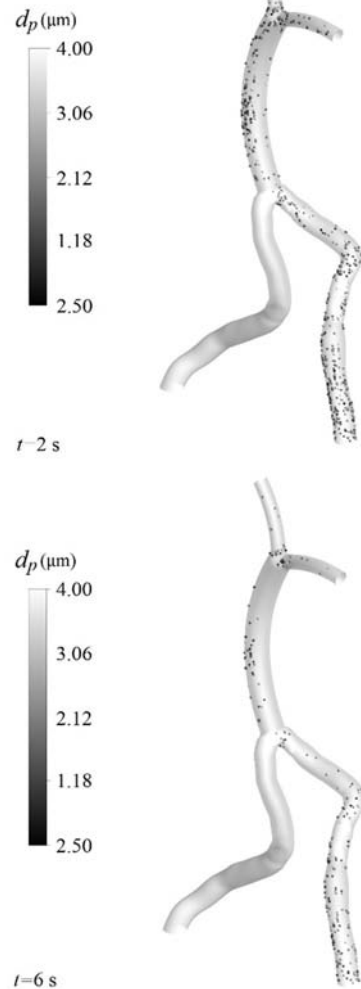 d_p (μm)
4.00
3.06
2.12
1.18
2.50
t=2 s
d_p (μm)
4.00
3.06
2.12
1.18
2.50
t=6 s